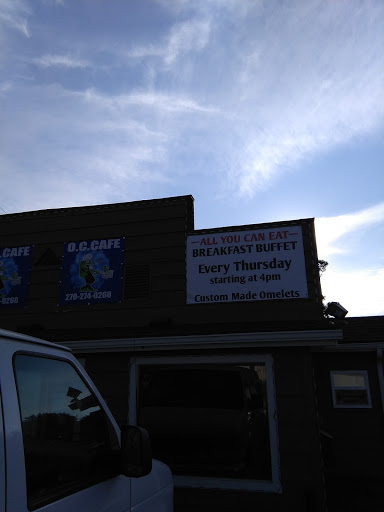 .CAFE
O.C.CAFE
-0268
270-274-0268
—ALL YOU CAN EAT—
BREAKFAST BUFFET
Every Thursday
starting at 4pm
Custom Made Omelets